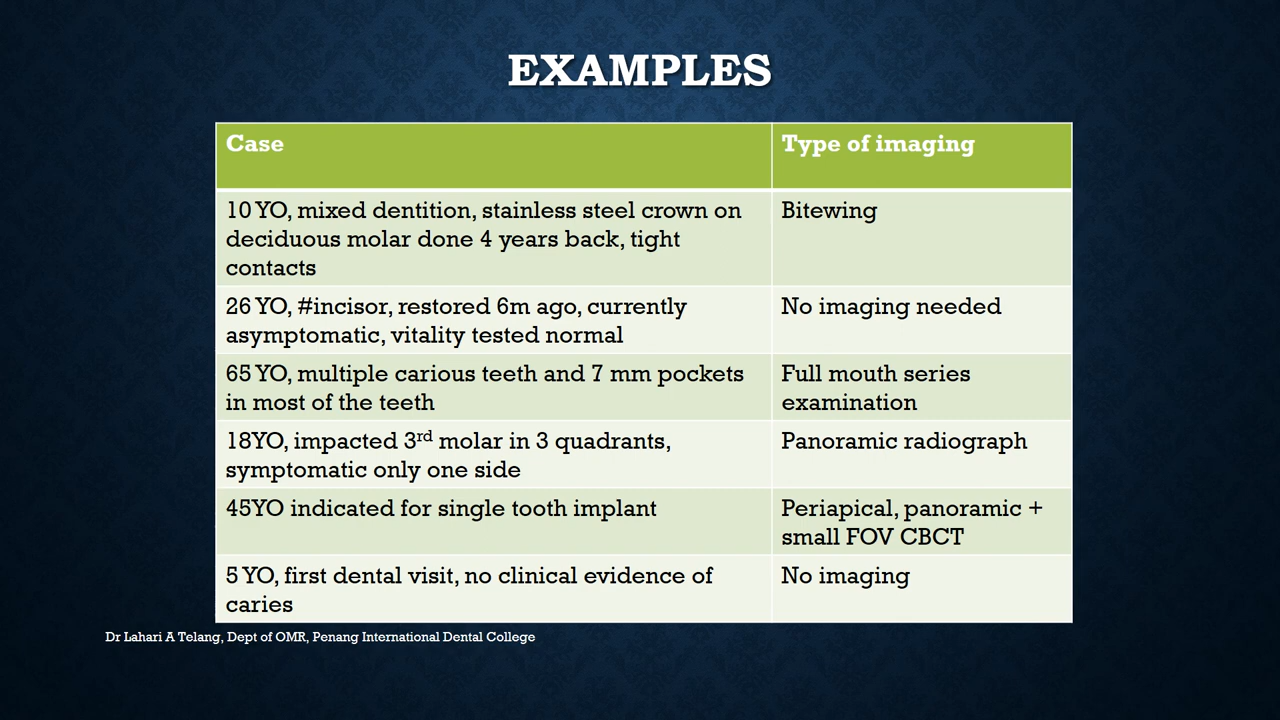 EXAMPLES
Case
Type of imaging
10 YO, mixed dentition, stainless steel crown on
deciduous molar done 4 years back, tight
contacts
Bitewing
26 YO, #incisor, restored 6m ago, currently
asymptomatic, vitality tested normal
No imaging needed
65 YO, multiple carious teeth and 7 mm pockets
in most of the teeth
Full mouth series
examination
18YO, impacted 3rd molar in 3 quadrants,
symptomatic only one side
Panoramic radiograph
45YO indicated for single tooth implant
Periapical, panoramic +
small FOV CBCT
5 YO, first dental visit, no clinical evidence of
caries
No imaging
Dr Lahari A Telang, Dept of OMR, Penang International Dental College